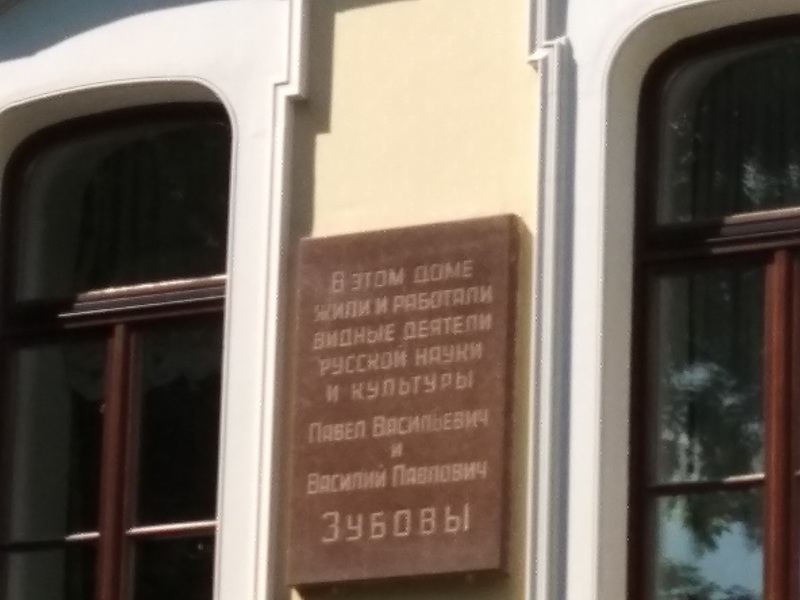 В ЭТОМ ДОМЕ
ЖИЛИ И РАБОТАЛИ
ВИДНЫЕ ДЕЯТЕЛИ
РУССКОЙ НАУКИ
И КУЛЬТУРЫ
ПАВЕЛ ВАСИЛЬЕВИЧ
И
ВАСИЛИЙ ПАВЛОВИЧ
ЗУБОВЫ